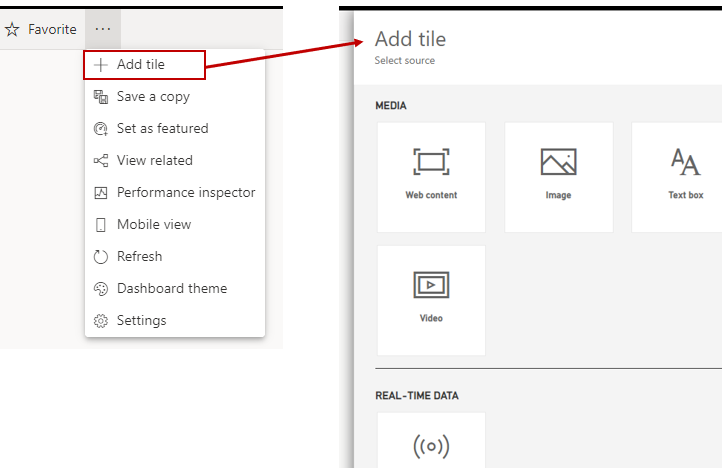 Favorite
Add tile
Save a copy
Set as featured
View related
Performance inspector
Mobile view
Refresh
Dashboard theme
Settings
Add tile
Select source
MEDIA
Web content
Image
Text box
Video
REAL-TIME DATA